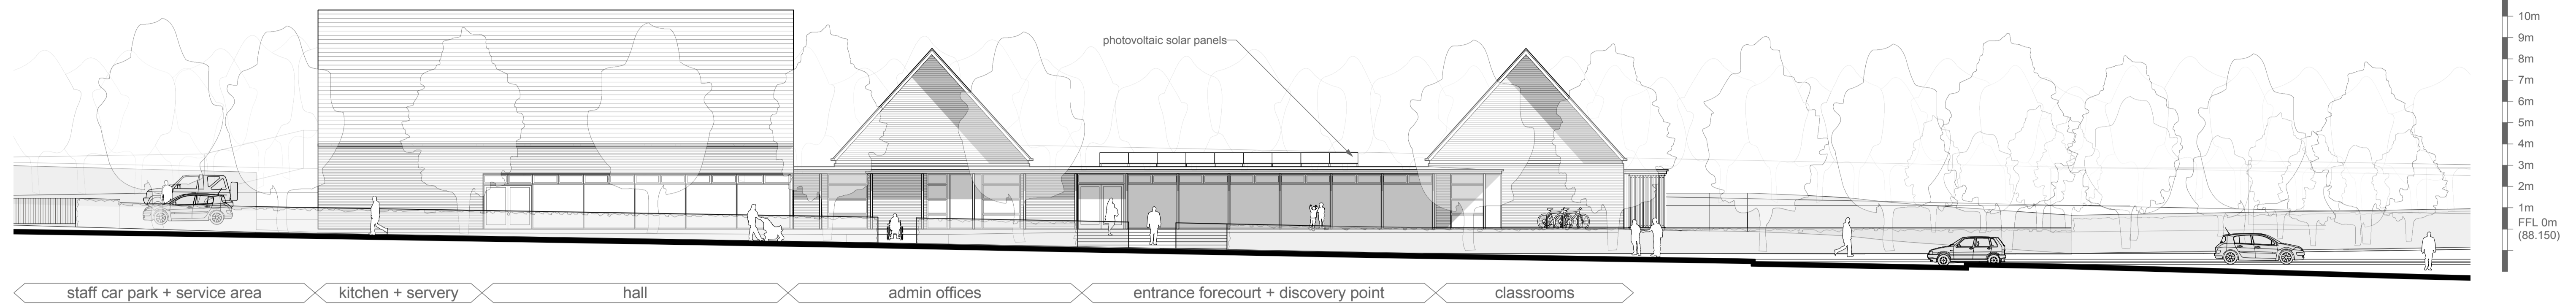 photovoltaic solar panels
10m
9m
8m
7m
6m
5m
4m
3m
2m
1m
FFL 0m
(88.150)
staff car park + service area
kitchen + servery
hall
admin offices
entrance forecourt + discovery point
classrooms